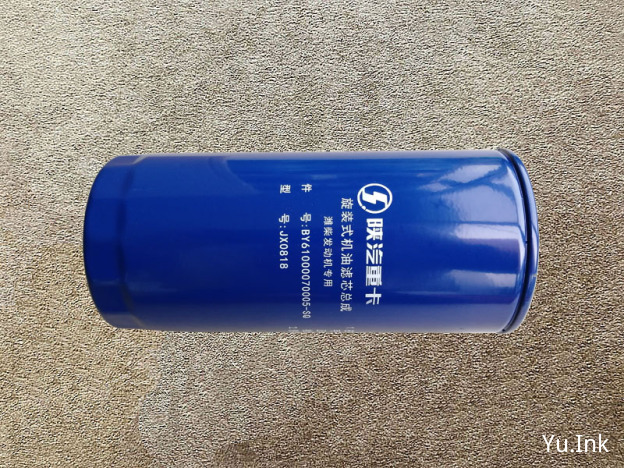 陕汽重卡
旋装式机油滤芯总成
潍柴发动机专用
件 号:BY61000070005-SQ
型 号:JX0818
Yu.Ink